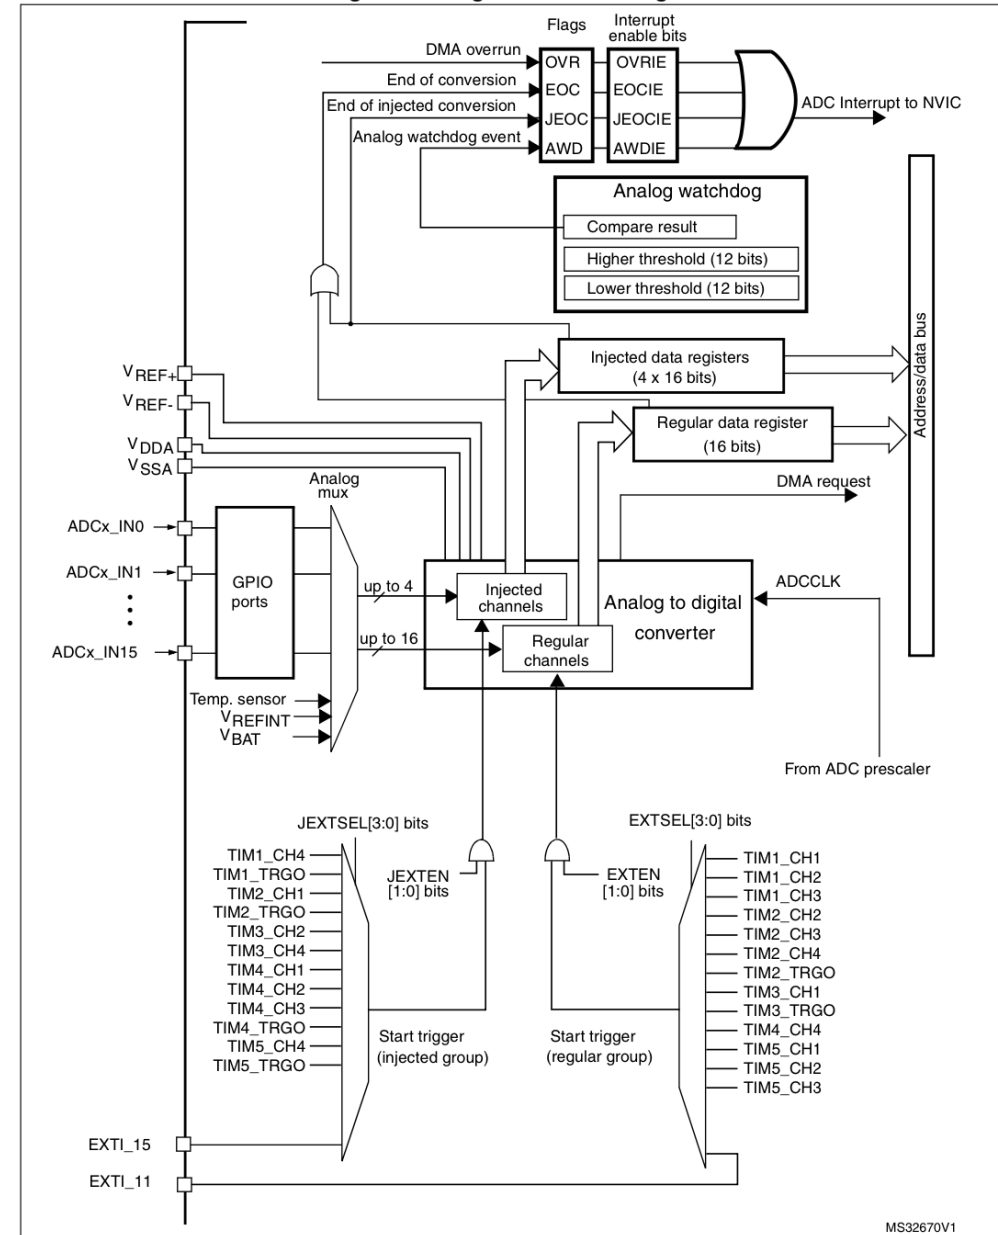 Flags
Interrupt
enable bits
DMA overrun
OVR
OVRIE
End of conversion
EOC
EOCIE
ADC Interrupt to NVIC
End of injected conversion
JEOC
JEOCIE
Analog watchdog event
AWD
AWDIE
Analog watchdog
Compare result
Higher threshold (12 bits)
Lower threshold (12 bits)
Address/data bus
Injected data registers
(4 x 16 bits)
VREF+
VREF-
VDDA
VSSA
Regular data register
(16 bits)
Analog
mux
DMA request
ADCx_IN0
ADCx_IN1
ADCx_IN15
GPIO
ports
up to 4
up to 16
Injected
channels
Regular
channels
Analog to digital
converter
ADCCLK
Temp. sensor
VREFINT
VBAT
From ADC prescaler
JEXTSEL[3:0] bits
EXTSEL[3:0] bits
TIM1_CH4
TIM1_TRGO
TIM2_CH1
TIM2_TRGO
TIM3_CH2
TIM3_CH4
TIM4_CH1
TIM4_CH2
TIM4_CH3
TIM4_TRGO
TIM5_CH4
TIM5_TRGO
JEXTEN
[1:0] bits
EXTEN
[1:0] bits
TIM1_CH1
TIM1_CH2
TIM1_CH3
TIM2_CH2
TIM2_CH3
TIM2_CH4
TIM2_TRGO
TIM3_CH1
TIM3_TRGO
TIM4_CH4
TIM5_CH1
TIM5_CH2
TIM5_CH3
Start trigger
(injected group)
Start trigger
(regular group)
EXTI_15
EXTI_11
MS32670V1